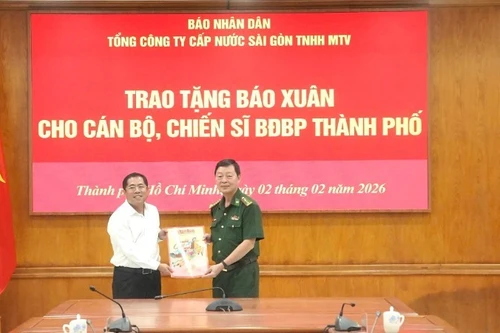 BÁO NHÂN DÂN
TỔNG CÔNG TY CẤP NƯỚC SÀI GÒN TNHH MTV
TRAO TẶNG BÁO XUÂN
CHO CÁN BỘ, CHIẾN SĨ BĐBP THÀNH PHỐ
Thành Hồ Chí Minh, ngày 02 tháng 02 năm 2026